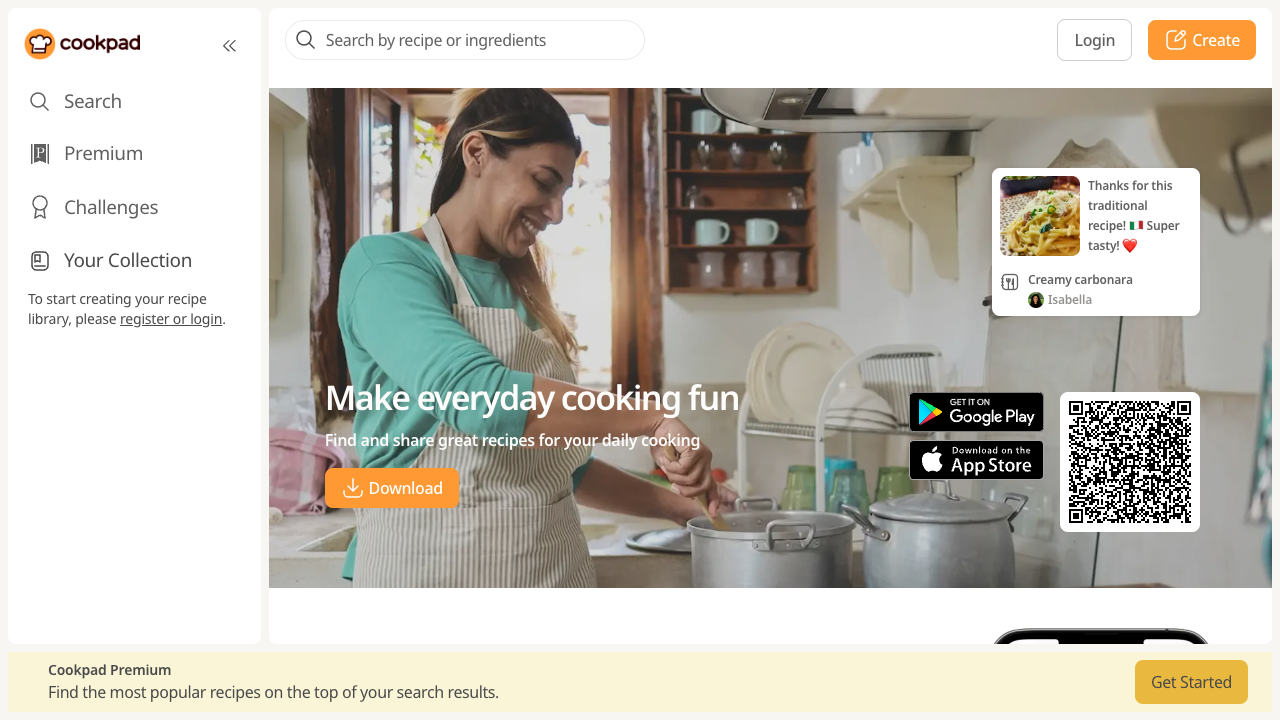 cookpad
Search
Premium
Challenges
Your Collection
To start creating your recipe
library, please register or login.
Search by recipe or ingredients
Login
Create
Thanks for this
traditional
recipe! 🇮🇹 Super
tasty! ❤️
Creamy carbonara
Isabella
Make everyday cooking fun
Find and share great recipes for your daily cooking
Download
GET IT ON
Google Play
Download on the
App Store
Cookpad Premium
Find the most popular recipes on the top of your search results.
Get Started